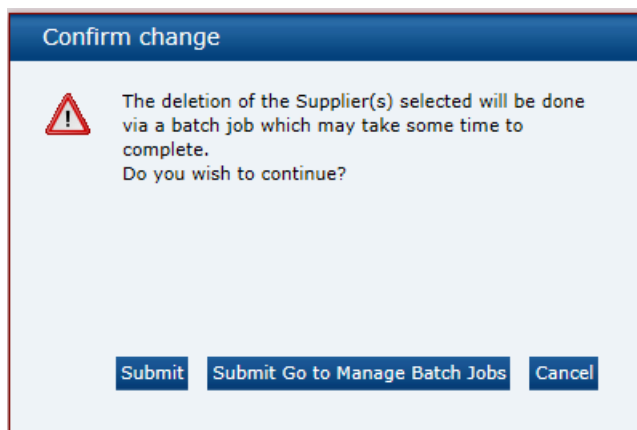 Confirm change
The deletion of the Supplier(s) selected will be done
via a batch job which may take some time to
complete.
Do you wish to continue?
Submit
Submit Go to Manage Batch Jobs
Cancel